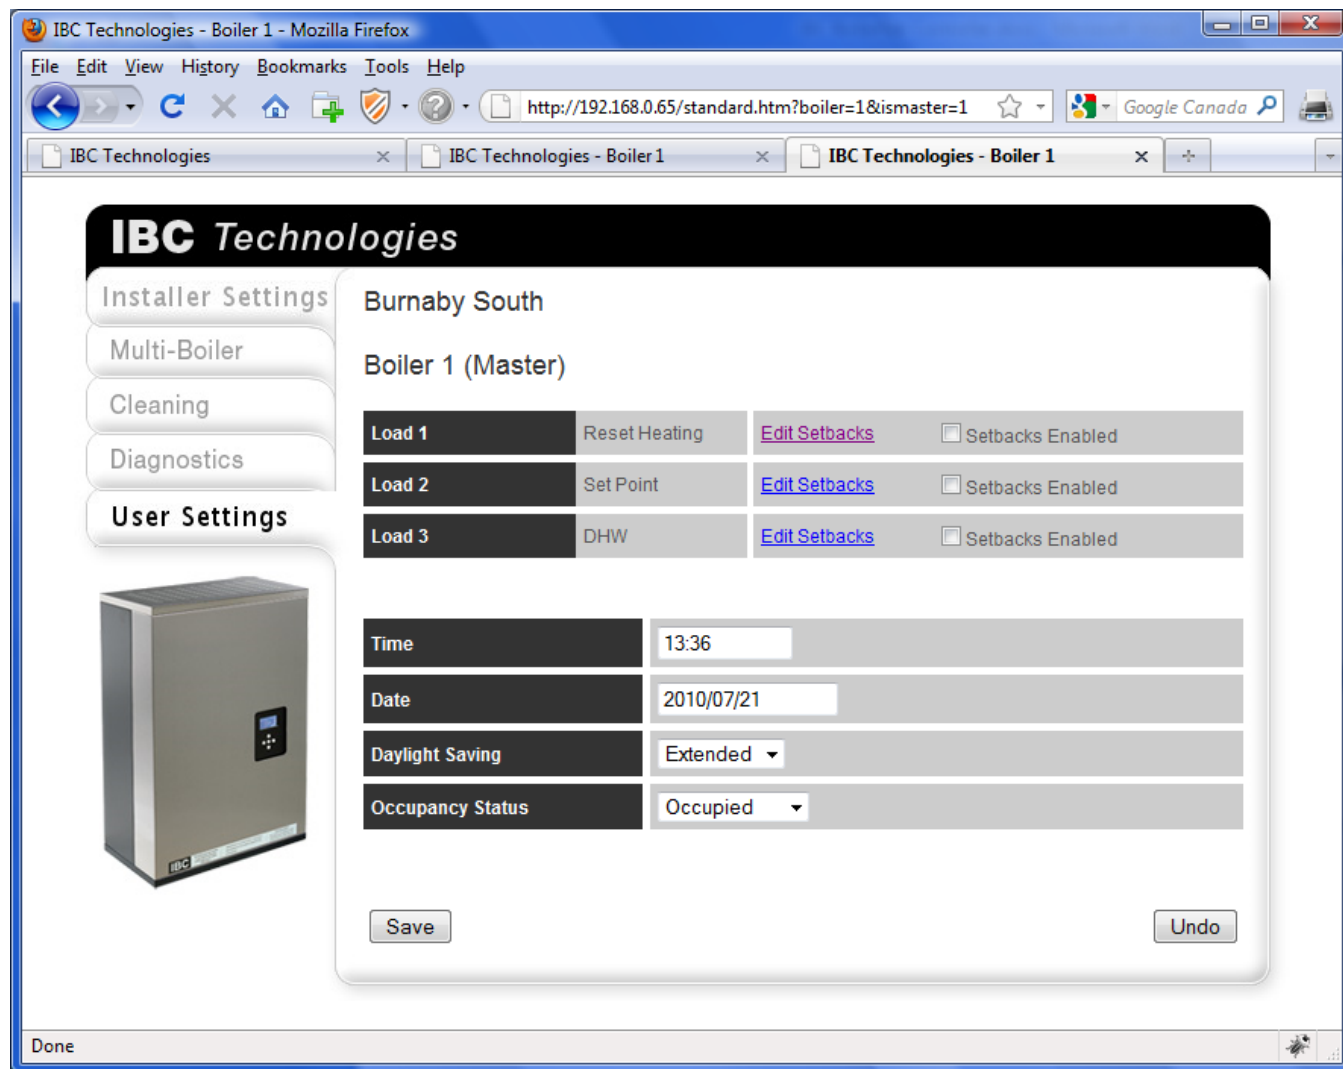 IBC Technologies - Boiler 1 - Mozilla Firefox
File Edit View History Bookmarks Tools Help
http://192.168.0.65/standard.htm?boiler=1&ismaster=1 Google Canada
IBC Technologies IBC Technologies - Boiler 1 IBC Technologies - Boiler 1
IBC Technologies
Installer Settings
Multi-Boiler
Cleaning
Diagnostics
User Settings
IBC
Burnaby South
Boiler 1 (Master)
Load 1 Reset Heating Edit Setbacks Setbacks Enabled
Load 2 Set Point Edit Setbacks Setbacks Enabled
Load 3 DHW Edit Setbacks Setbacks Enabled
Time 13:36
Date 2010/07/21
Daylight Saving Extended
Occupancy Status Occupied
Save Undo
Done